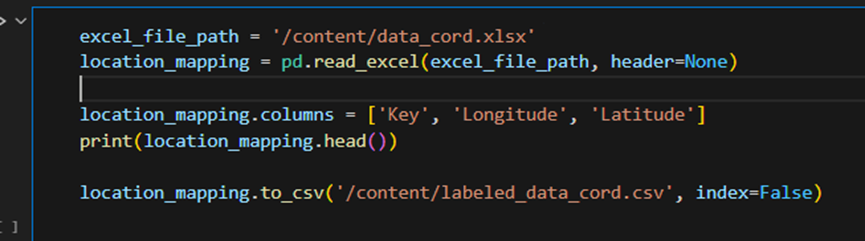 excel_file_path = '/content/data_cord.xlsx'
location_mapping = pd.read_excel(excel_file_path, header=None)
location_mapping.columns = ['Key', 'Longitude', 'Latitude']
print(location_mapping.head())
location_mapping.to_csv('/content/labeled_data_cord.csv', index=False)
[ ]